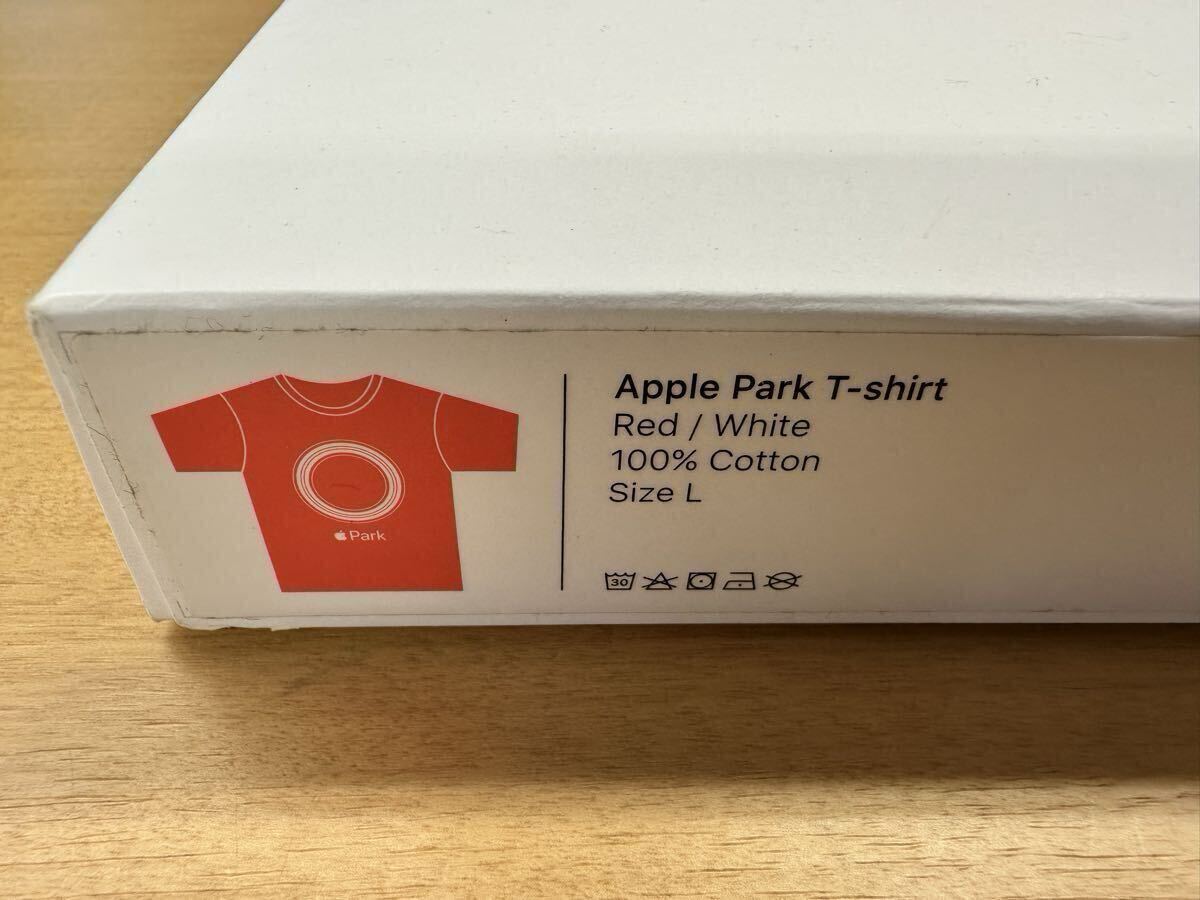 Park
Apple Park T-shirt
Red / White
100% Cotton
Size L
30